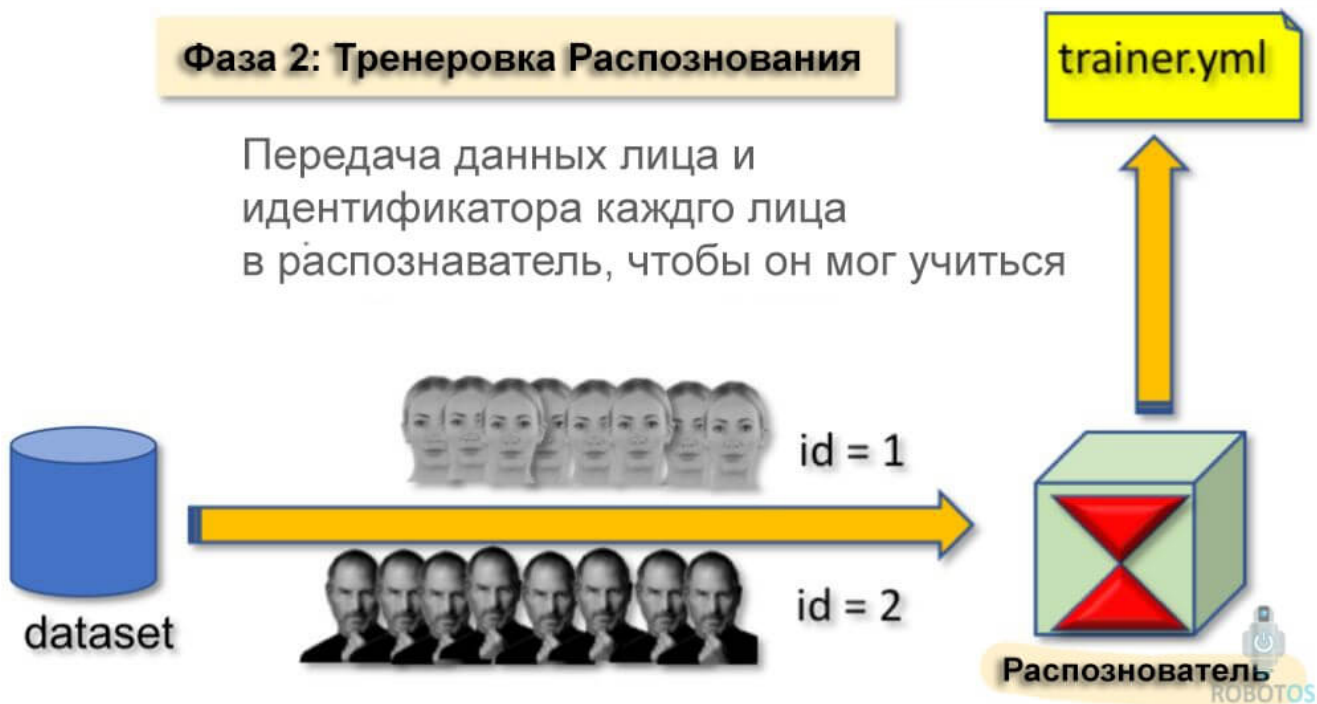 Фаза 2: Тренеровка Распознования
trainer.yml
Передача данных лица и
идентификатора каждго лица
в распознаватель, чтобы он мог учиться
id = 1
id = 2
dataset
Распознователь
ROBOTOS